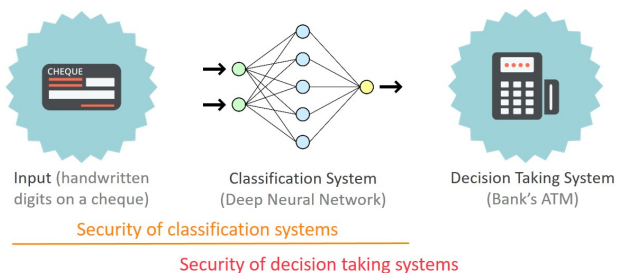 CHEQUE
Input (handwritten
digits on a cheque)
Classification System
(Deep Neural Network)
Decision Taking System
(Bank's ATM)
Security of classification systems
Security of decision taking systems